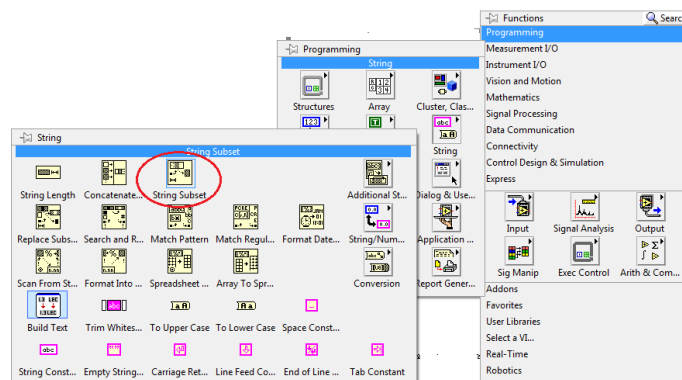 Functions
Searc
Programming
Measurement I/O
Instrument I/O
Vision and Motion
Mathematics
Signal Processing
Data Communication
Connectivity
Control Design & Simulation
Express
Input Signal Analysis Output
Sig Manip Exec Control Arith & Com...
Addons
Favorites
User Libraries
Select a VI...
Real-Time
Robotics
Programming
String
Structures Array Cluster, Clas...
String
Dialog & Use...
Application ...
Report Gener...
String
String Subset
String Length Concatenate... String Subset Additional St...
Replace Subs... Search and R... Match Pattern Match Regul... Format Date... String/Num...
Scan From St... Format Into ... Spreadsheet ... Array To Spr... Conversion
Build Text Trim Whites... To Upper Case To Lower Case Space Const...
String Const... Empty String... Carriage Ret... Line Feed Co... End of Line ... Tab Constant